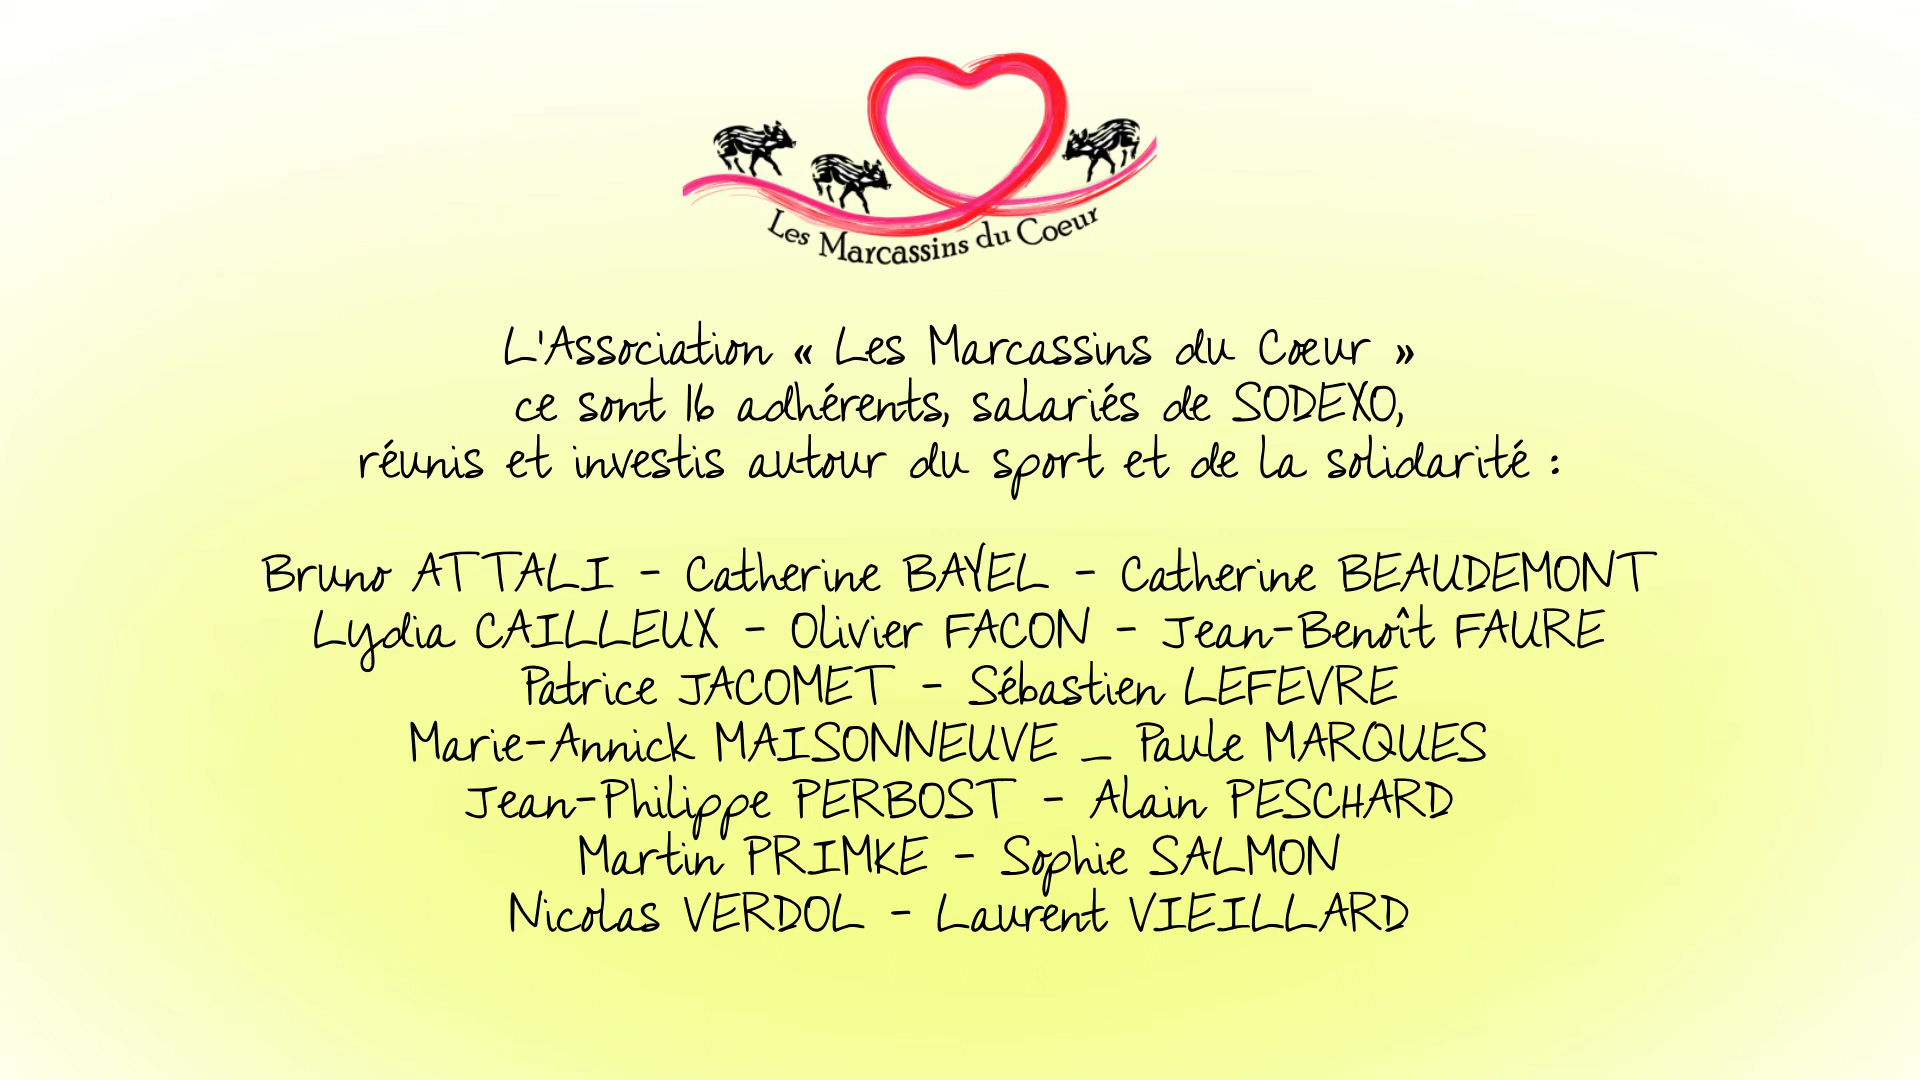 Les Marcassins du Coeur
L'Association « Les Marcassins du Cœur »
ce sont 16 adhérents, salariés de SODEXO,
réunis et investis autour du sport et de la solidarité :
Bruno ATTALI - Catherine BAYEL - Catherine BEAUDEMONT
Lydia CAILLEUX - Olivier FACON - Jean-Benoît FAURE
Patrice JACOMET - Sébastien LEFEVRE
Marie-Annick MAISONNEUVE _ Paule MARQUES
Jean-Philippe PERBOST - Alain PESCHARD
Martin PRIMKE - Sophie SALMON
Nicolas VERDOL - Laurent VIEILLARD